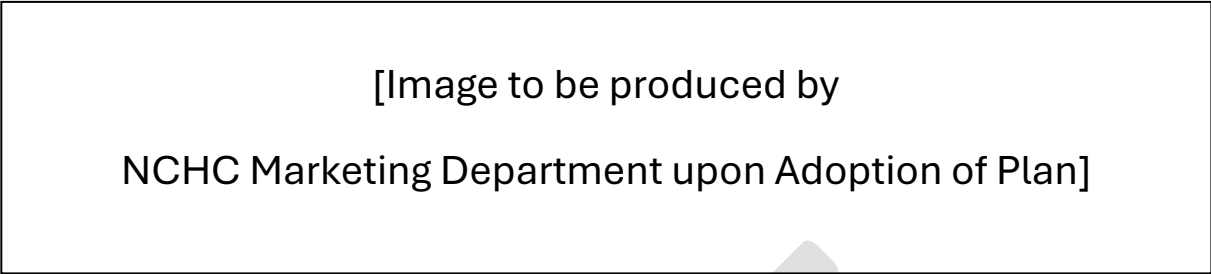 [Image to be produced by
NCHC Marketing Department upon Adoption of Plan]